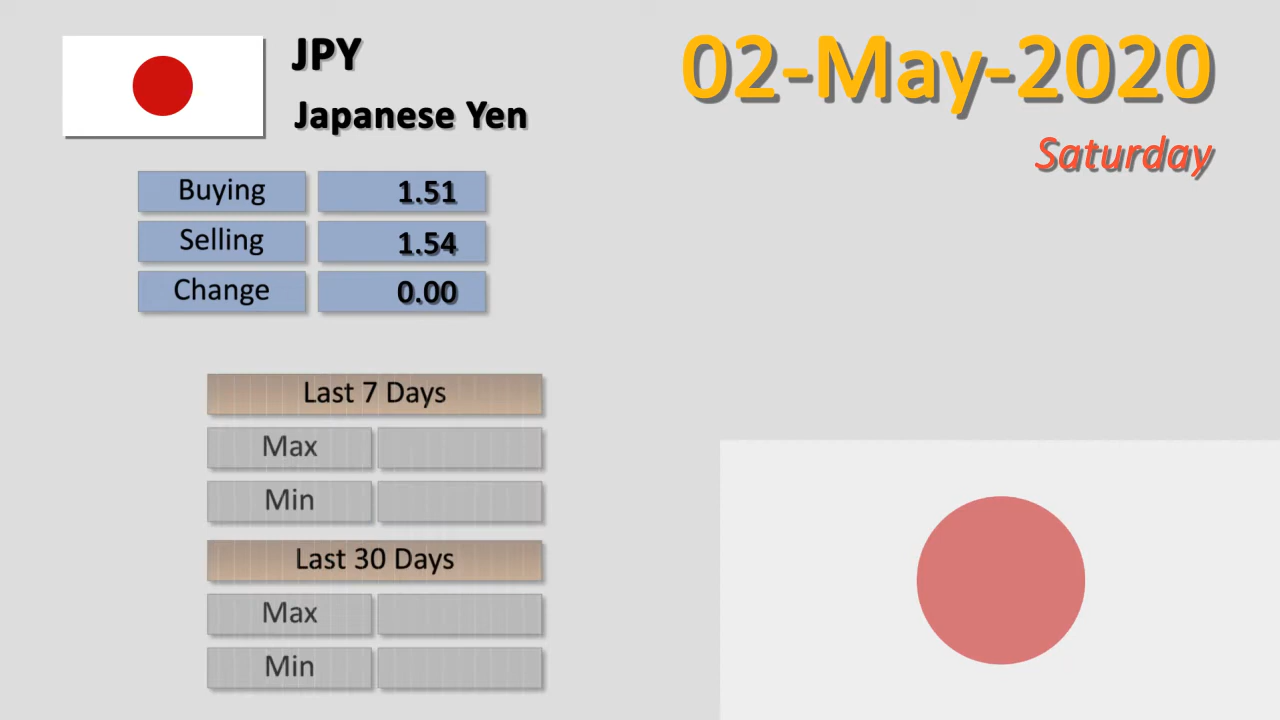 JPY
Japanese Yen
02-May-2020
Saturday
Buying 1.51
Selling 1.54
Change 0.00
Last 7 Days
Max
Min
Last 30 Days
Max
Min